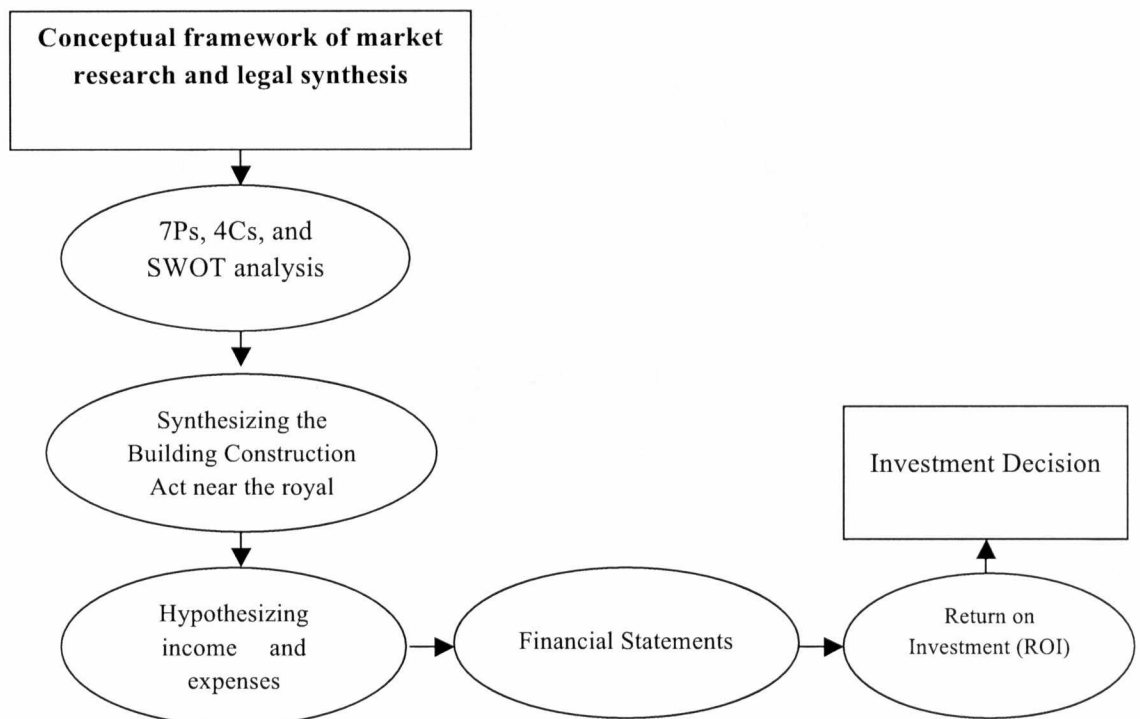 Conceptual framework of market
research and legal synthesis
7Ps, 4Cs, and
SWOT analysis
Synthesizing the
Building Construction
Act near the royal
Hypothesizing
income and
expenses
Financial Statements
Return on
Investment (ROI)
Investment Decision